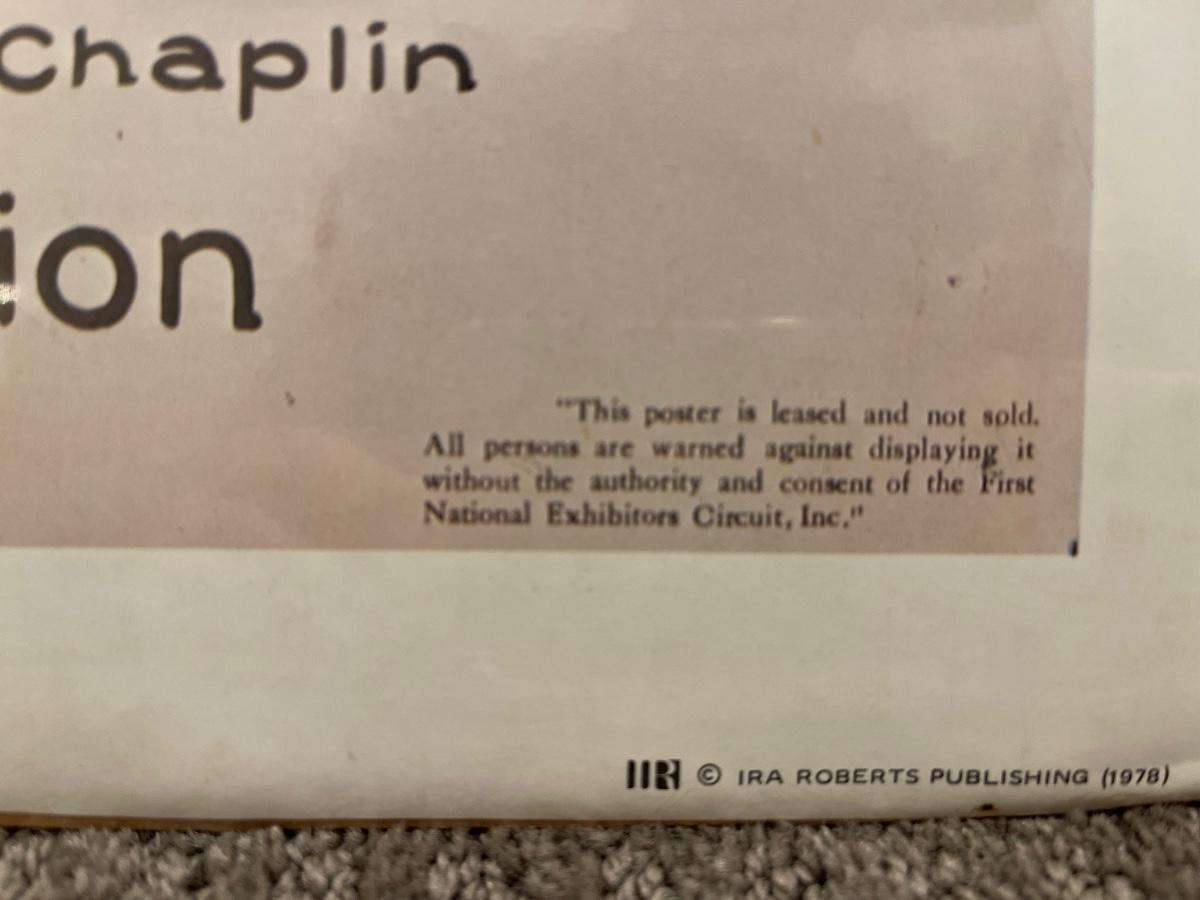 Chaplin
ion
"This poster is leased and not sold.
All persons are warned against displaying it
without the authority and consent of the First
National Exhibitors Circuit, Inc."
IR © IRA ROBERTS PUBLISHING (1978)